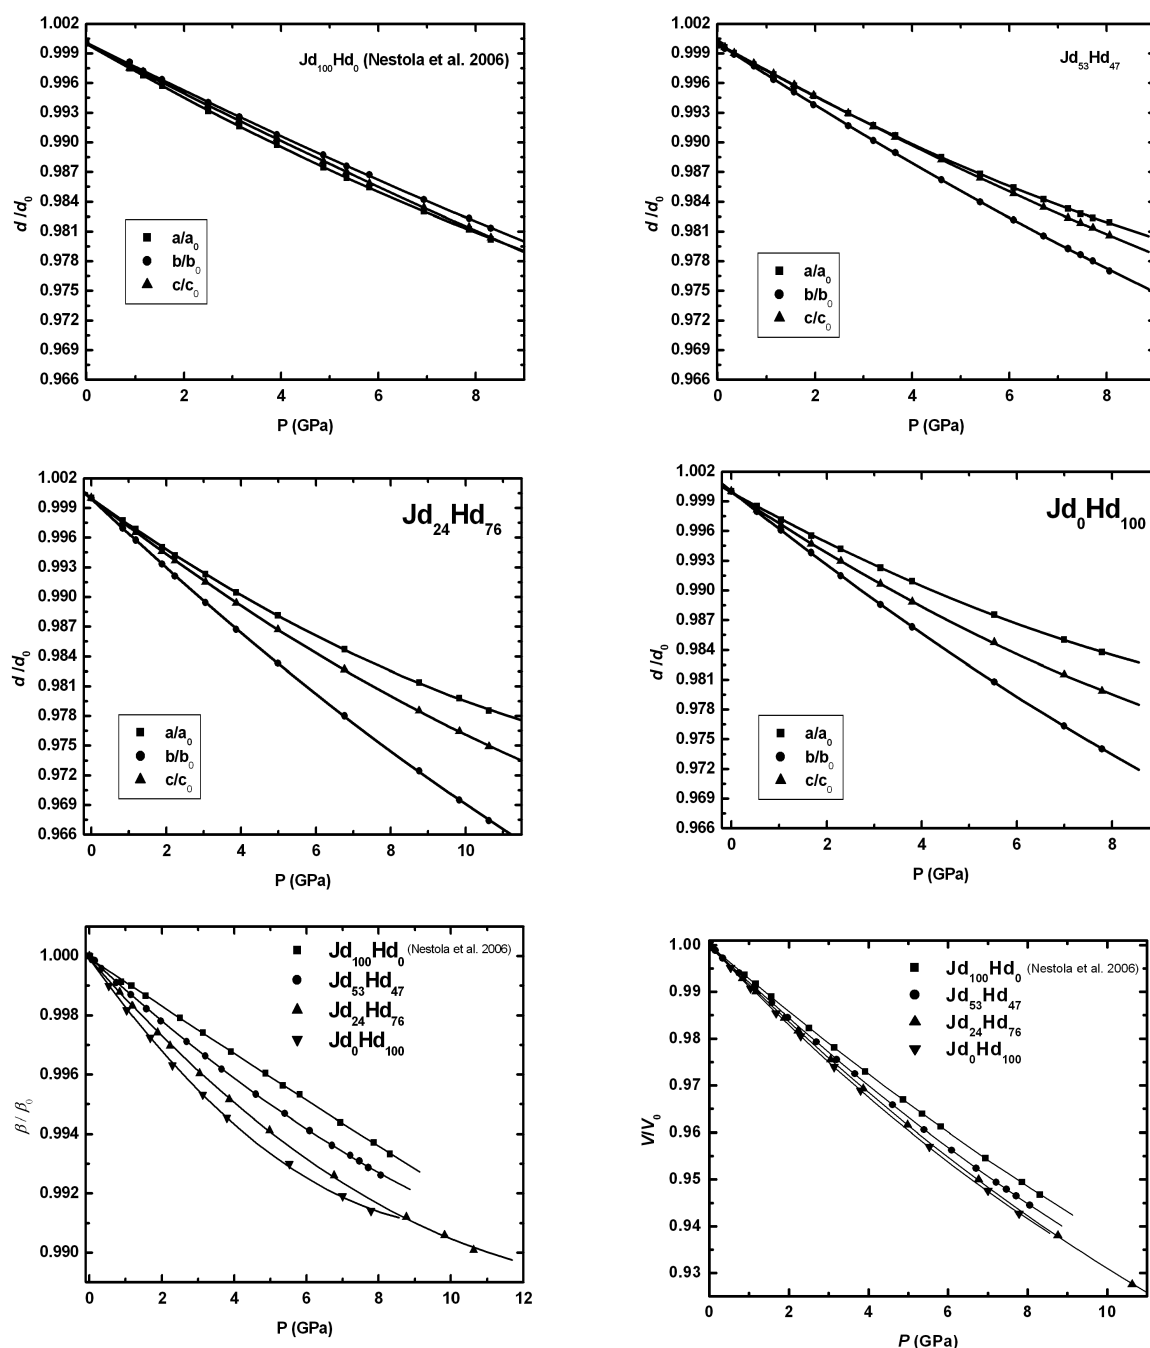 1.002
0.999
0.996
0.993
0.990
0.987
0.984
0.981
0.978
0.975
0.972
0.969
0.966
d /d0
Jd100Hd0 (Nestola et al. 2006)
a/a0
b/b0
c/c0
0 2 4 6 8
P (GPa)
1.002
0.999
0.996
0.993
0.990
0.987
0.984
0.981
0.978
0.975
0.972
0.969
0.966
d /d0
Jd53Hd47
a/a0
b/b0
c/c0
0 2 4 6 8
P (GPa)
1.002
0.999
0.996
0.993
0.990
0.987
0.984
0.981
0.978
0.975
0.972
0.969
0.966
d /d0
Jd24Hd76
a/a0
b/b0
c/c0
0 2 4 6 8 10
P (GPa)
1.002
0.999
0.996
0.993
0.990
0.987
0.984
0.981
0.978
0.975
0.972
0.969
0.966
d /d0
Jd0Hd100
a/a0
b/b0
c/c0
0 2 4 6 8
P (GPa)
1.000
0.998
0.996
0.994
0.992
0.990
β / β0
Jd100Hd0 (Nestola et al. 2006)
Jd53Hd47
Jd24Hd76
Jd0Hd100
0 2 4 6 8 10 12
P (GPa)
1.00
0.99
0.98
0.97
0.96
0.95
0.94
0.93
V/V0
Jd100Hd0 (Nestola et al. 2006)
Jd53Hd47
Jd24Hd76
Jd0Hd100
0 2 4 6 8 10
P (GPa)